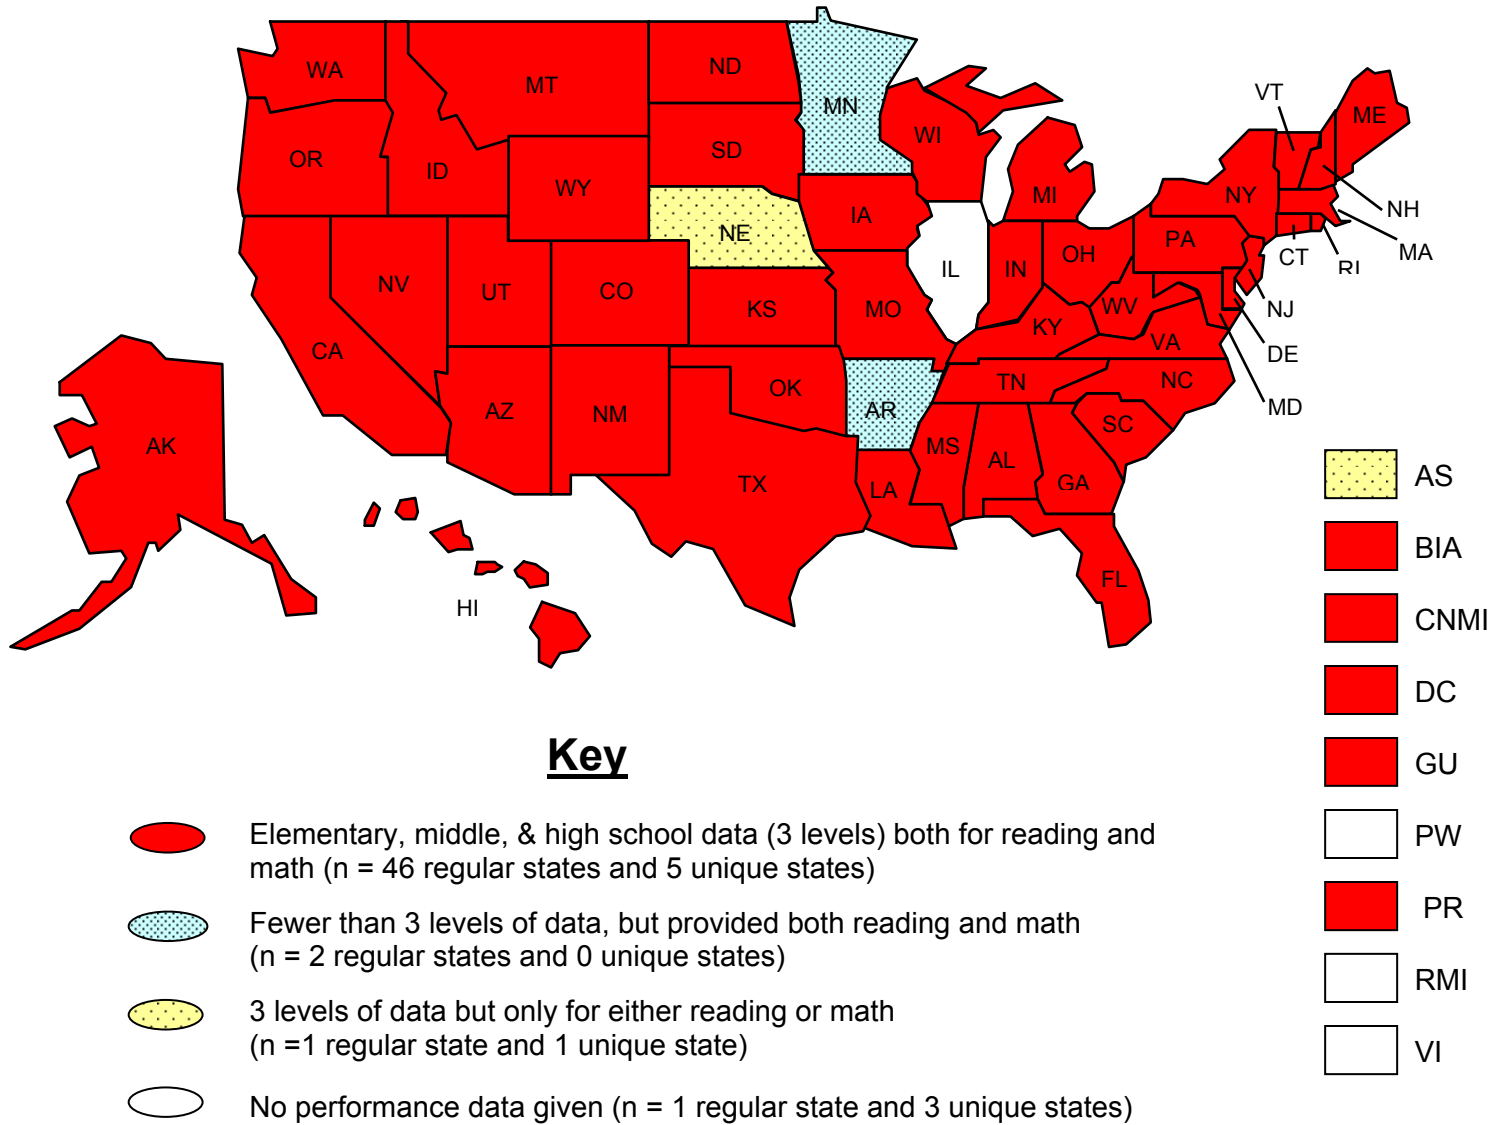 WA
MT
ND
MN
VT
ME
OR
ID
SD
WI
WY
MI
NY
NH
IA
NE
PA
MA
CT
RI
NV
UT
CO
IL
IN
OH
WV
NJ
KS
MO
KY
VA
DE
CA
AZ
NM
OK
AR
TN
NC
MD
SC
AK
TX
LA
MS
AL
GA
FL
HI
AS
BIA
CNMI
DC
GU
PW
PR
RMI
VI
Key
Elementary, middle, & high school data (3 levels) both for reading and
math (n = 46 regular states and 5 unique states)
Fewer than 3 levels of data, but provided both reading and math
(n = 2 regular states and 0 unique states)
3 levels of data but only for either reading or math
(n =1 regular state and 1 unique state)
No performance data given (n = 1 regular state and 3 unique states)